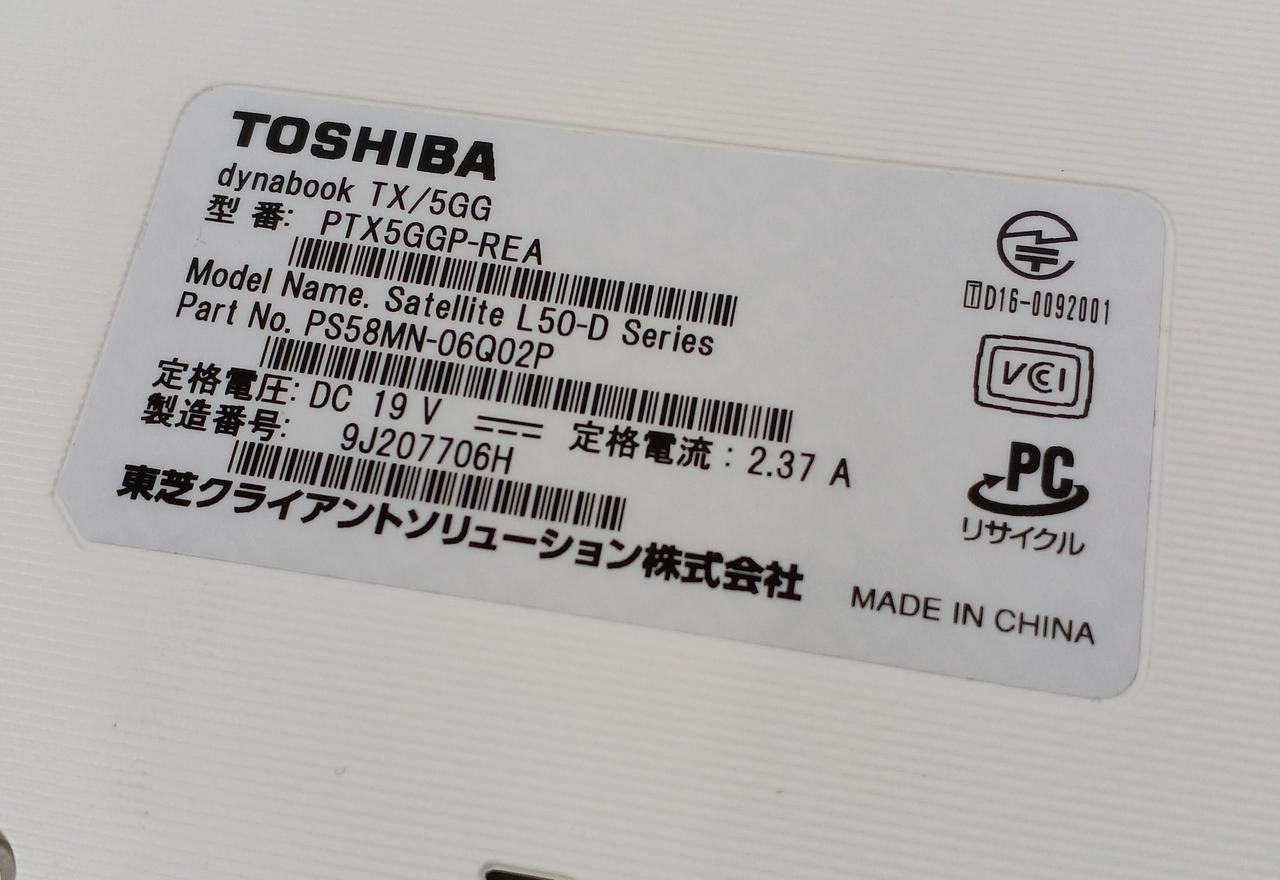 TOSHIBA
dynabook TX/5GG
型 番: PTX5GGP-REA
Model Name. Satellite L50-D Series
Part No. PS58MN-06Q02P
定格電圧: DC 19 V 定格電流 : 2.37 A
製造番号: 9J207706H
東芝クライアントソリューション株式会社
T D16-0092001
VCI
PC
リサイクル
MADE IN CHINA